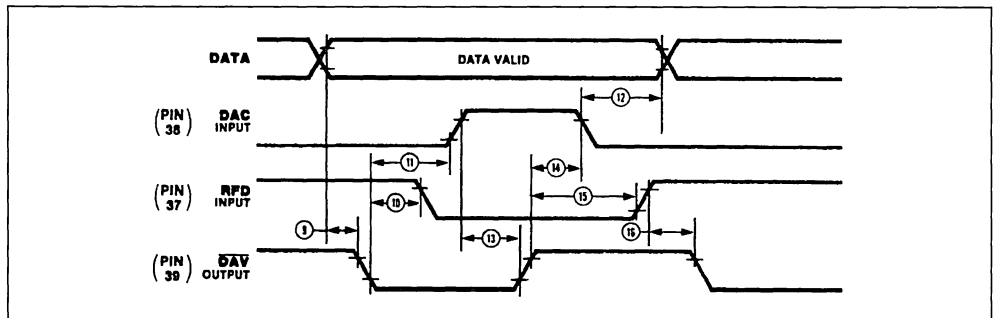 DATA
DATA VALID
12
(PIN 38) DAC INPUT
11
14
(PIN 37) RFD INPUT
10
15
9
13
16
(PIN 39) DAV OUTPUT